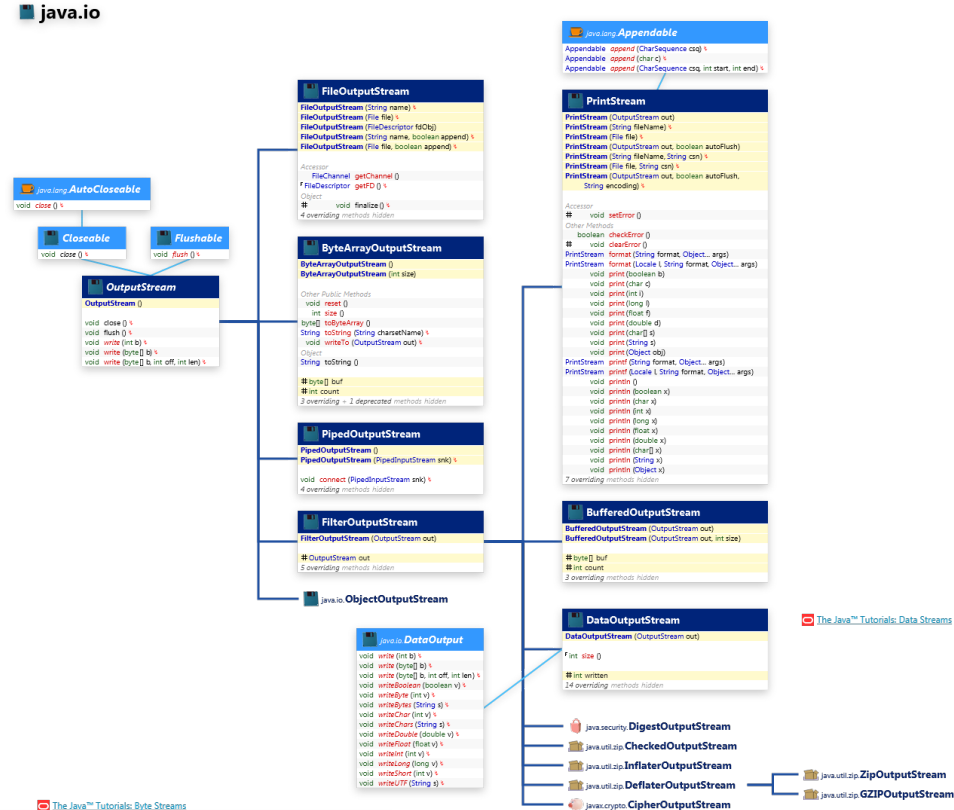 java.io
java.lang.Appendable
Appendable append (CharSequence csq)
Appendable append (char c)
Appendable append (CharSequence csq, int start, int end)
FileOutputStream
FileOutputStream (String name)
FileOutputStream (File file)
FileOutputStream (FileDescriptor fdObj)
FileOutputStream (String name, boolean append)
FileOutputStream (File file, boolean append)
Accessor
FileChannel getChannel ()
FileDescriptor getFD ()
Object
# void finalize ()
4 overriding methods hidden
PrintStream
PrintStream (OutputStream out)
PrintStream (String fileName)
PrintStream (File file)
PrintStream (OutputStream out, boolean autoFlush)
PrintStream (String fileName, String csn)
PrintStream (File file, String csn)
PrintStream (OutputStream out, boolean autoFlush,
String encoding)
Accessor
# void setError ()
Other Methods
boolean checkError ()
# void clearError ()
PrintStream format (String format, Object... args)
PrintStream format (Locale l, String format, Object... args)
void print (boolean b)
void print (char c)
void print (int i)
void print (long l)
void print (float f)
void print (double d)
void print (char[] s)
void print (String s)
void print (Object obj)
PrintStream printf (String format, Object... args)
PrintStream printf (Locale l, String format, Object... args)
void println ()
void println (boolean x)
void println (char x)
void println (int x)
void println (long x)
void println (float x)
void println (double x)
void println (char[] x)
void println (String x)
void println (Object x)
7 overriding methods hidden
java.lang.AutoCloseable
void close ()
Closeable
void close ()
Flushable
void flush ()
OutputStream
OutputStream ()
void close ()
void flush ()
void write (int b)
void write (byte[] b)
void write (byte[] b, int off, int len)
ByteArrayOutputStream
ByteArrayOutputStream ()
ByteArrayOutputStream (int size)
Other Public Methods
void reset ()
int size ()
byte[] toByteArray ()
String toString (String charsetName)
void writeTo (OutputStream out)
Object
String toString ()
# byte[] buf
# int count
3 overriding + 1 deprecated methods hidden
PipedOutputStream
PipedOutputStream ()
PipedOutputStream (PipedInputStream snk)
void connect (PipedInputStream snk)
4 overriding methods hidden
FilterOutputStream
FilterOutputStream (OutputStream out)
# OutputStream out
5 overriding methods hidden
java.io.ObjectOutputStream
BufferedOutputStream
BufferedOutputStream (OutputStream out)
BufferedOutputStream (OutputStream out, int size)
# byte[] buf
# int count
3 overriding methods hidden
DataOutputStream
DataOutputStream (OutputStream out)
int size ()
# int written
14 overriding methods hidden
The Java™ Tutorials: Data Streams
java.io.DataOutput
void write (int b)
void write (byte[] b)
void write (byte[] b, int off, int len)
void writeBoolean (boolean v)
void writeByte (int v)
void writeBytes (String s)
void writeChar (int v)
void writeChars (String s)
void writeDouble (double v)
void writeFloat (float v)
void writeInt (int v)
void writeLong (long v)
void writeShort (int v)
void writeUTF (String s)
java.security.DigestOutputStream
java.util.zip.CheckedOutputStream
java.util.zip.InflaterOutputStream
java.util.zip.DeflaterOutputStream
java.util.zip.ZipOutputStream
java.util.zip.GZIPOutputStream
javax.crypto.CipherOutputStream
The Java™ Tutorials: Byte Streams